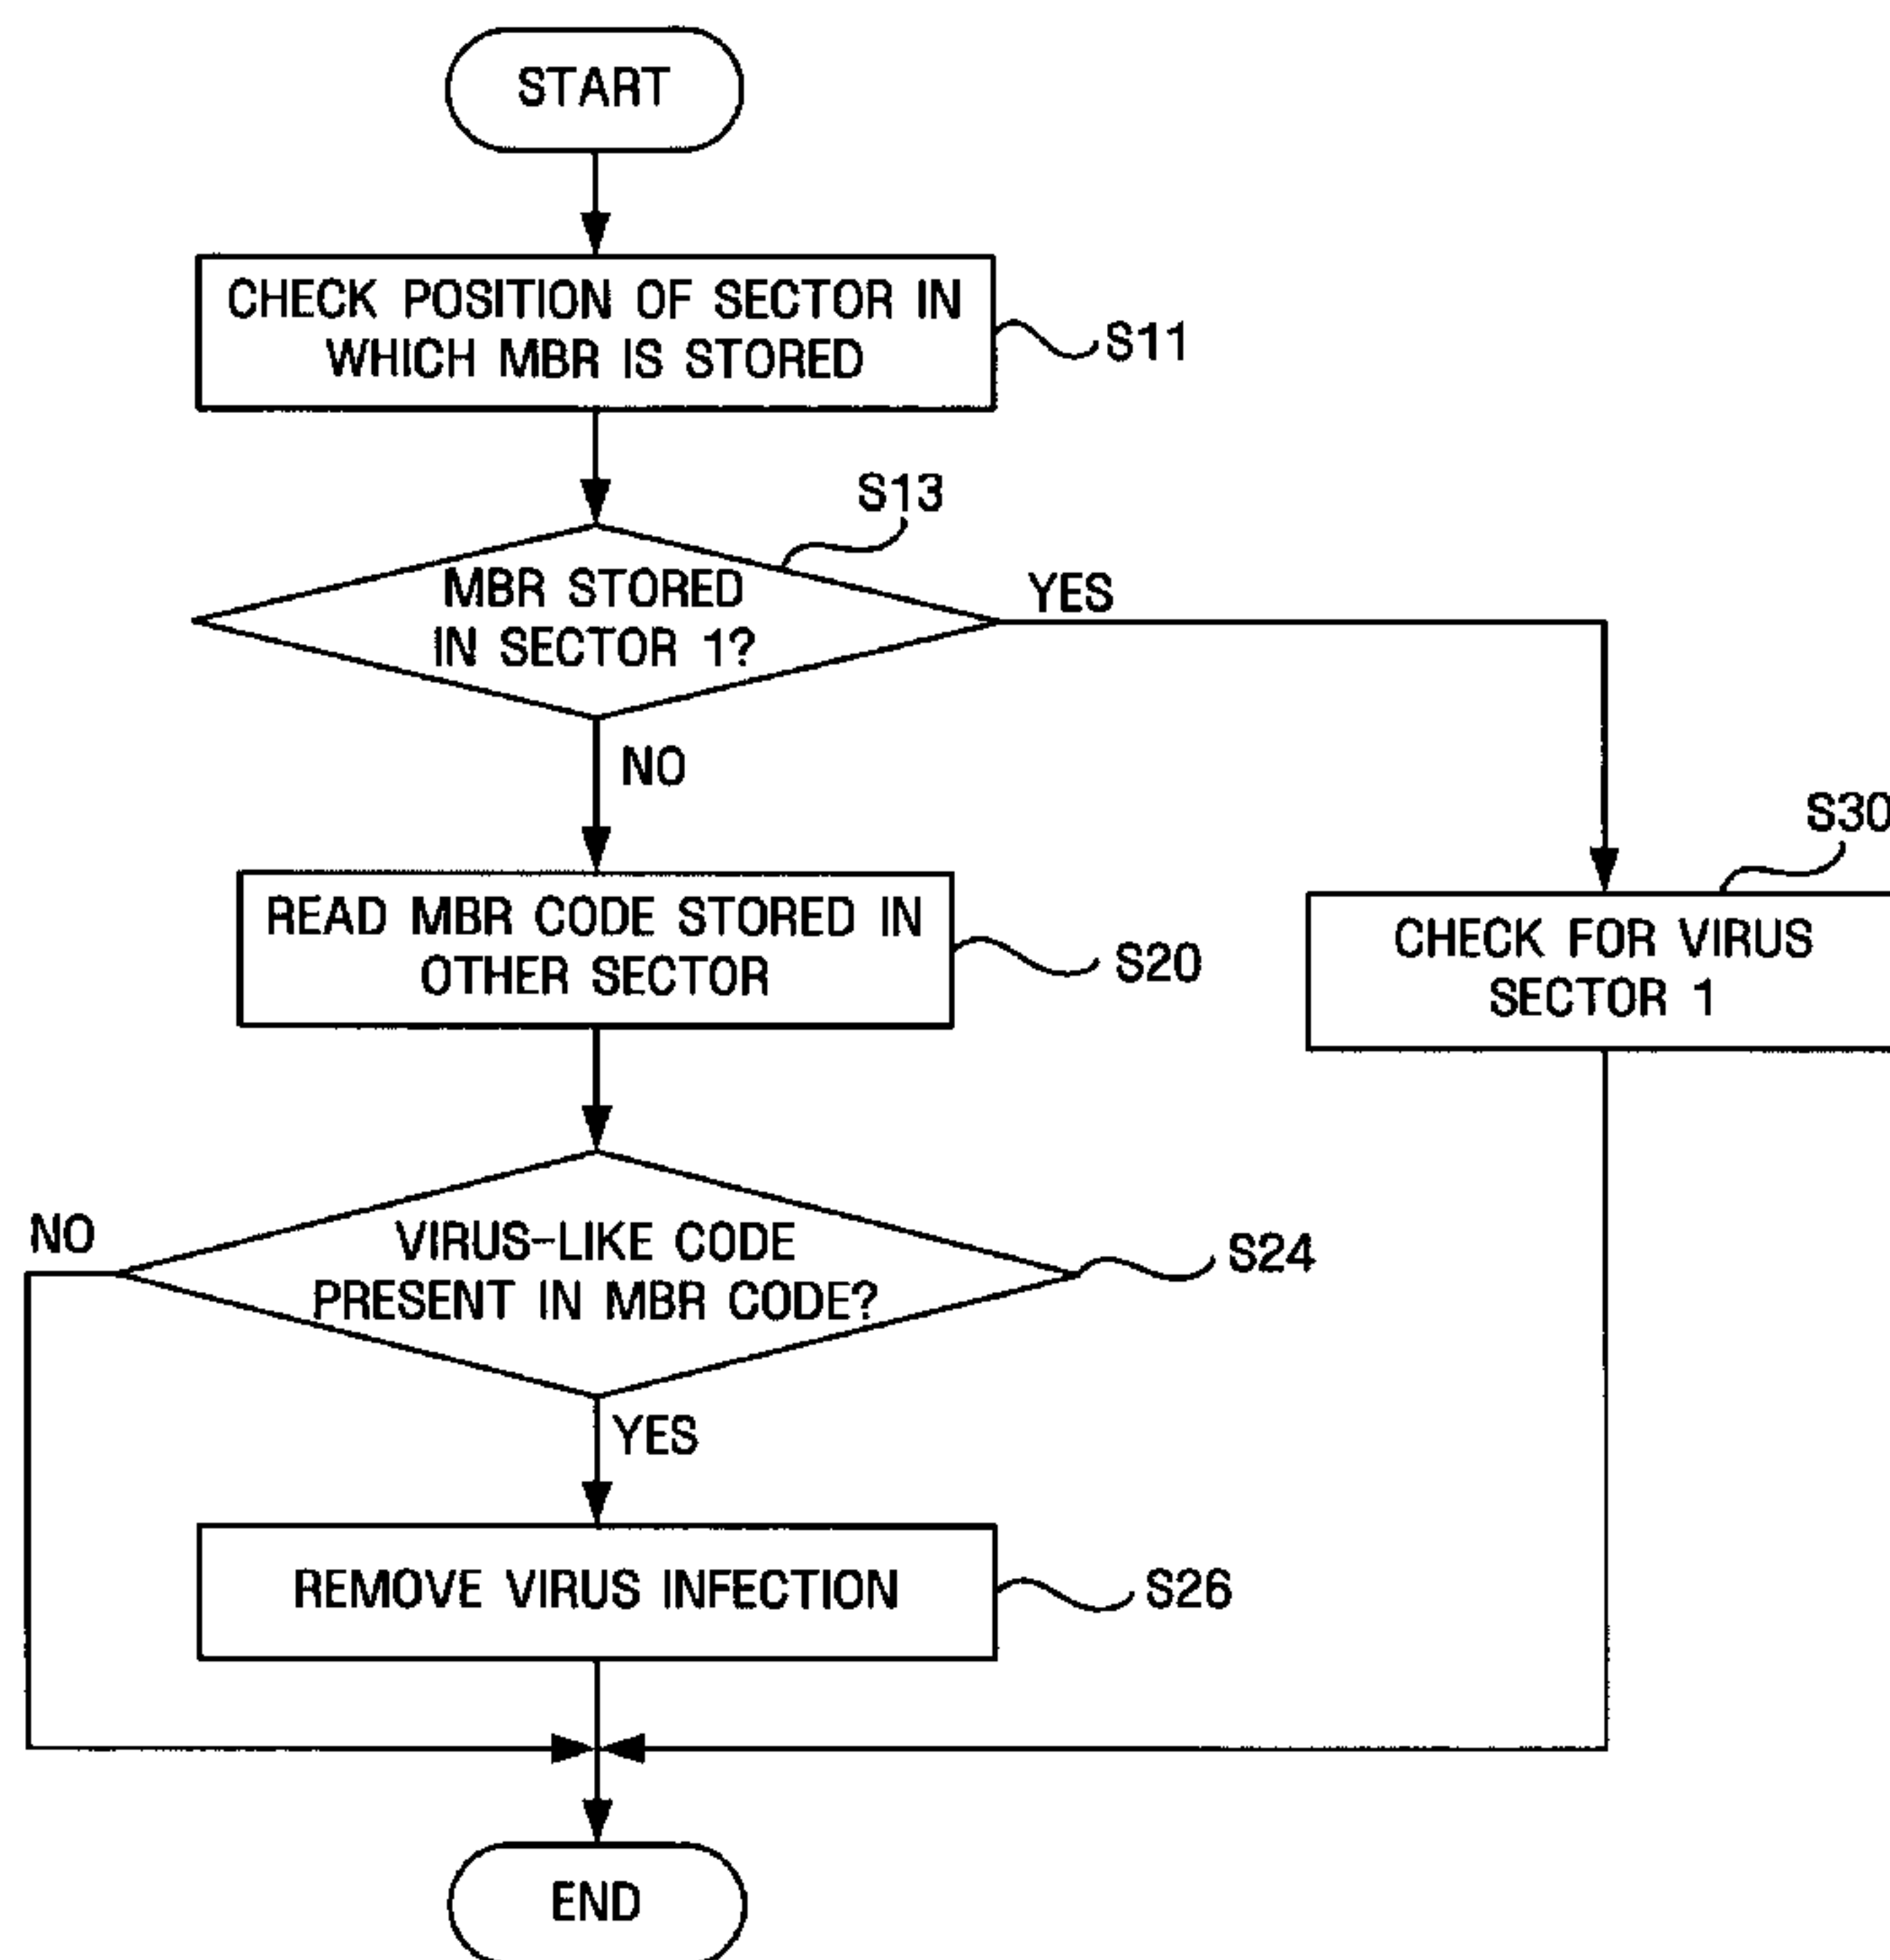 START
CHECK POSITION OF SECTOR IN
WHICH MBR IS STORED
S11
S13
MBR STORED
IN SECTOR 1?
YES
NO
S30
READ MBR CODE STORED IN
OTHER SECTOR
S20
CHECK FOR VIRUS
SECTOR 1
NO
VIRUS-LIKE CODE
PRESENT IN MBR CODE?
S24
YES
REMOVE VIRUS INFECTION
S26
END